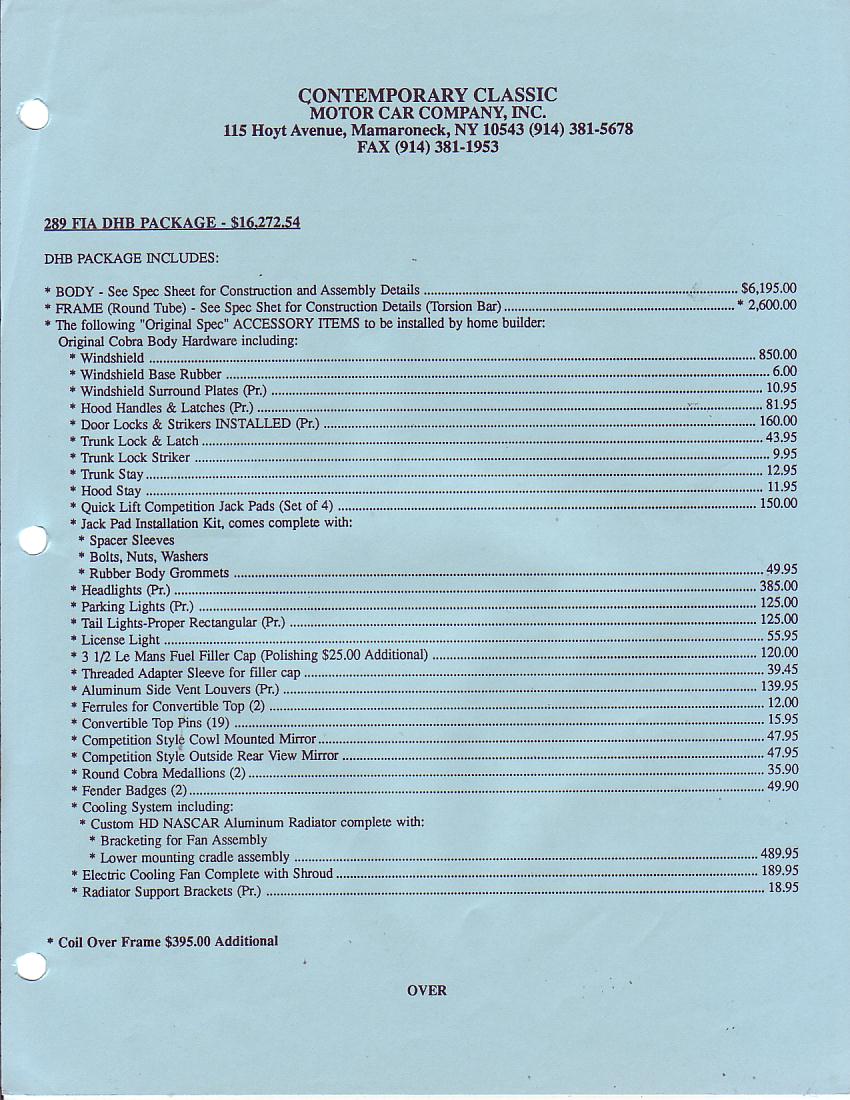 CONTEMPORARY CLASSIC
MOTOR CAR COMPANY, INC.
115 Hoyt Avenue, Mamaroneck, NY 10543 (914) 381-5678
FAX (914) 381-1953
289 FIA DHB PACKAGE - $16,272.54
DHB PACKAGE INCLUDES:
* BODY - See Spec Sheet for Construction and Assembly Details ........ $6,195.00
* FRAME (Round Tube) - See Spec Shet for Construction Details (Torsion Bar) ........ * 2,600.00
* The following "Original Spec" ACCESSORY ITEMS to be installed by home builder:
Original Cobra Body Hardware including:
* Windshield ........ 850.00
* Windshield Base Rubber ........ 6.00
* Windshield Surround Plates (Pr.) ........ 10.95
* Hood Handles & Latches (Pr.) ........ 81.95
* Door Locks & Strikers INSTALLED (Pr.) ........ 160.00
* Trunk Lock & Latch ........ 43.95
* Trunk Lock Striker ........ 9.95
* Trunk Stay ........ 12.95
* Hood Stay ........ 11.95
* Quick Lift Competition Jack Pads (Set of 4) ........ 150.00
* Jack Pad Installation Kit, comes complete with:
* Spacer Sleeves
* Bolts, Nuts, Washers
* Rubber Body Grommets ........ 49.95
* Headlights (Pr.) ........ 385.00
* Parking Lights (Pr.) ........ 125.00
* Tail Lights-Proper Rectangular (Pr.) ........ 125.00
* License Light ........ 55.95
* 3 1/2 Le Mans Fuel Filler Cap (Polishing $25.00 Additional) ........ 120.00
* Threaded Adapter Sleeve for filler cap ........ 39.45
* Aluminum Side Vent Louvers (Pr.) ........ 139.95
* Ferrules for Convertible Top (2) ........ 12.00
* Convertible Top Pins (19) ........ 15.95
* Competition Style Cowl Mounted Mirror ........ 47.95
* Competition Style Outside Rear View Mirror ........ 47.95
* Round Cobra Medallions (2) ........ 35.90
* Fender Badges (2) ........ 49.90
* Cooling System including:
* Custom HD NASCAR Aluminum Radiator complete with:
* Bracketing for Fan Assembly
* Lower mounting cradle assembly ........ 489.95
* Electric Cooling Fan Complete with Shroud ........ 189.95
* Radiator Support Brackets (Pr.) ........ 18.95
* Coil Over Frame $395.00 Additional
OVER